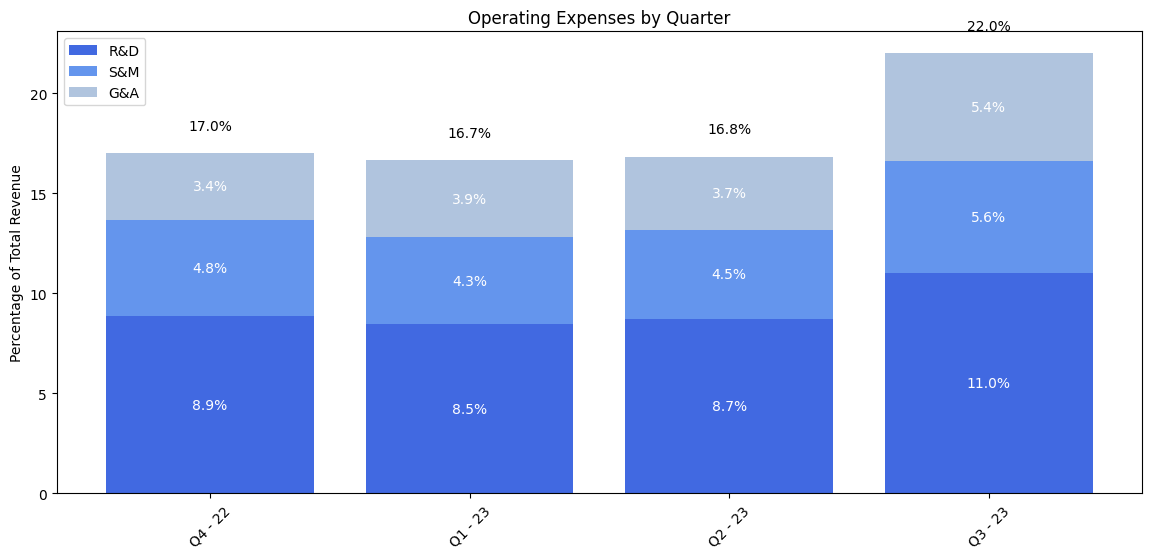 Operating Expenses by Quarter
22.0%
R&D
S&M
G&A
Percentage of Total Revenue
20
15
10
5
0
17.0%
16.7%
16.8%
3.4%
3.9%
3.7%
5.4%
4.8%
4.3%
4.5%
5.6%
8.9%
8.5%
8.7%
11.0%
Q4 - 22
Q1 - 23
Q2 - 23
Q3 - 23